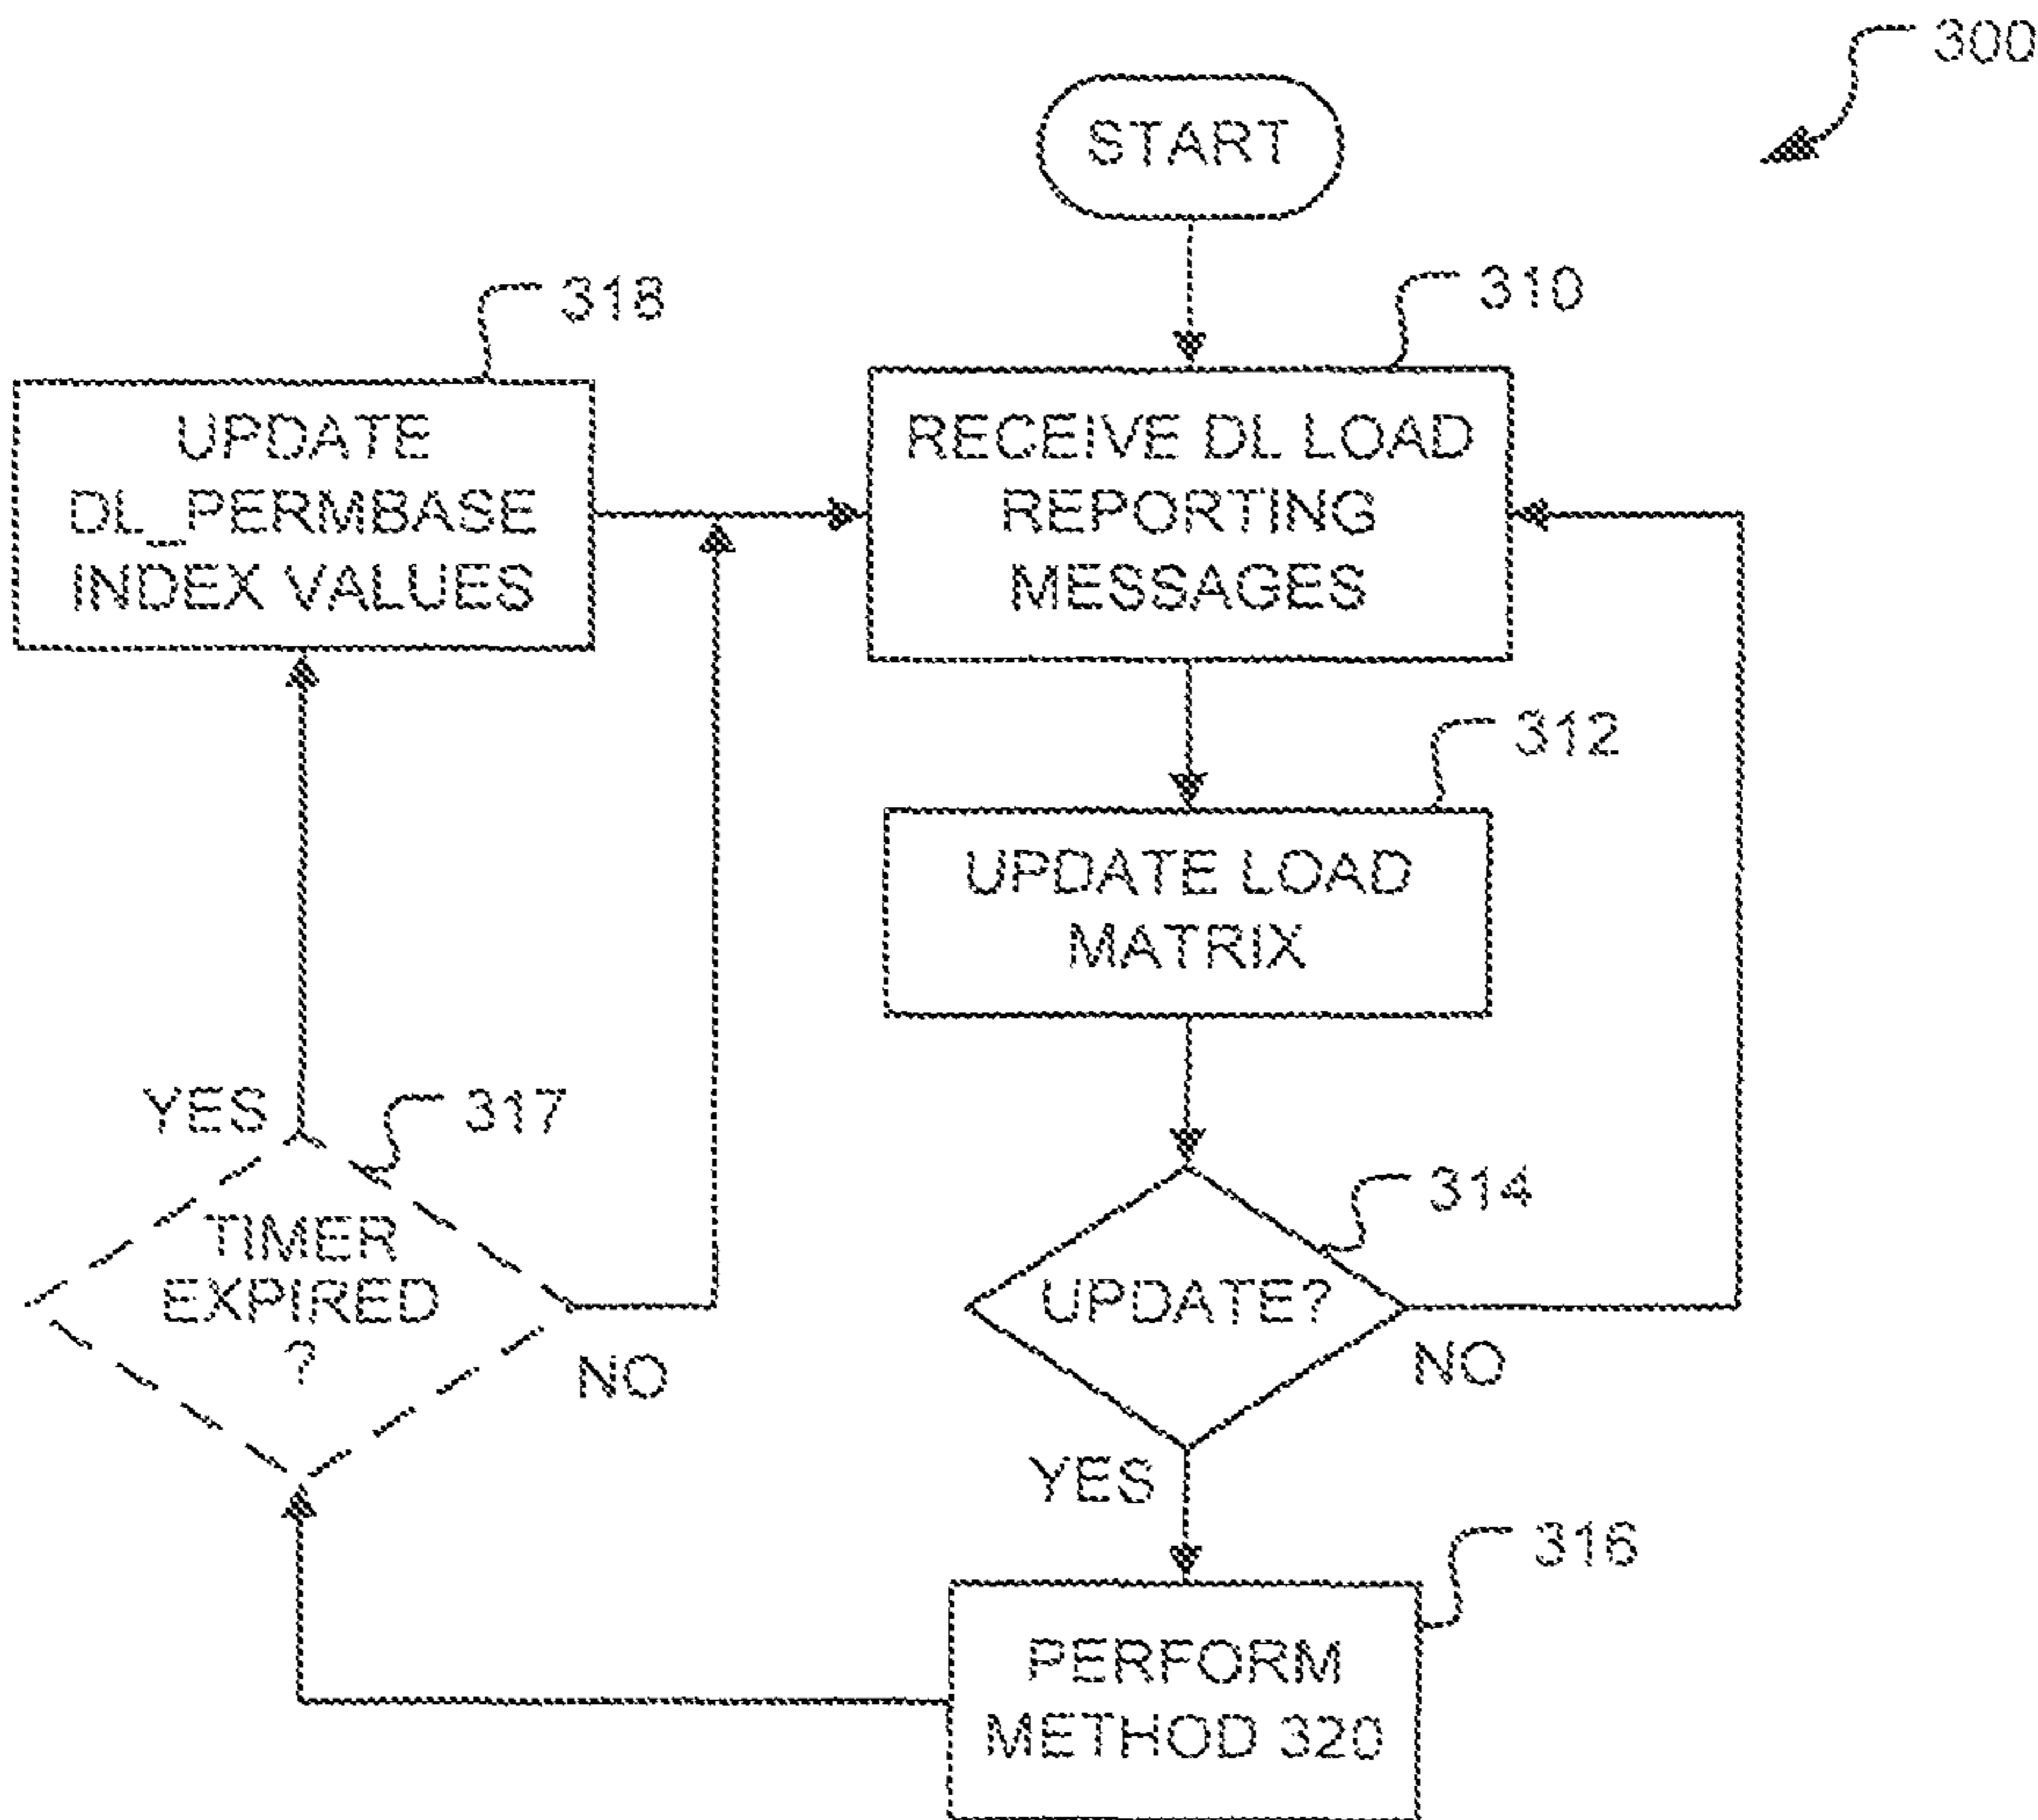 300
START
318
310
UPDATE
DL_PERMBASE
INDEX VALUES
RECEIVE DL LOAD
REPORTING
MESSAGES
312
UPDATE LOAD
MATRIX
YES
317
TIMER
EXPIRED
?
NO
314
UPDATE?
NO
YES
316
PERFORM
METHOD 320